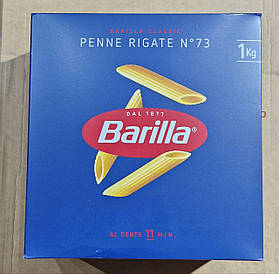 BARILLA CLASSIC
PENNE RIGATE N°73
1Kg
DAL 1877
Barilla®
AL DENTE 11 MIN.